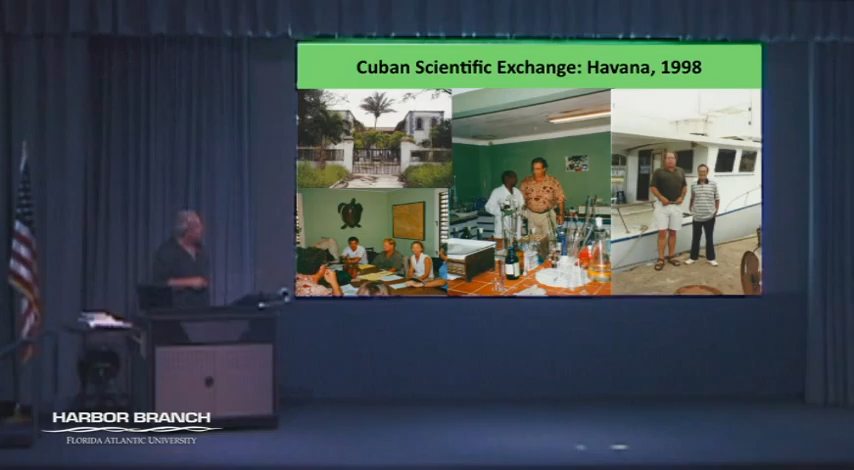 Cuban Scientific Exchange: Havana, 1998
HARBOR BRANCH
FLORIDA ATLANTIC UNIVERSITY